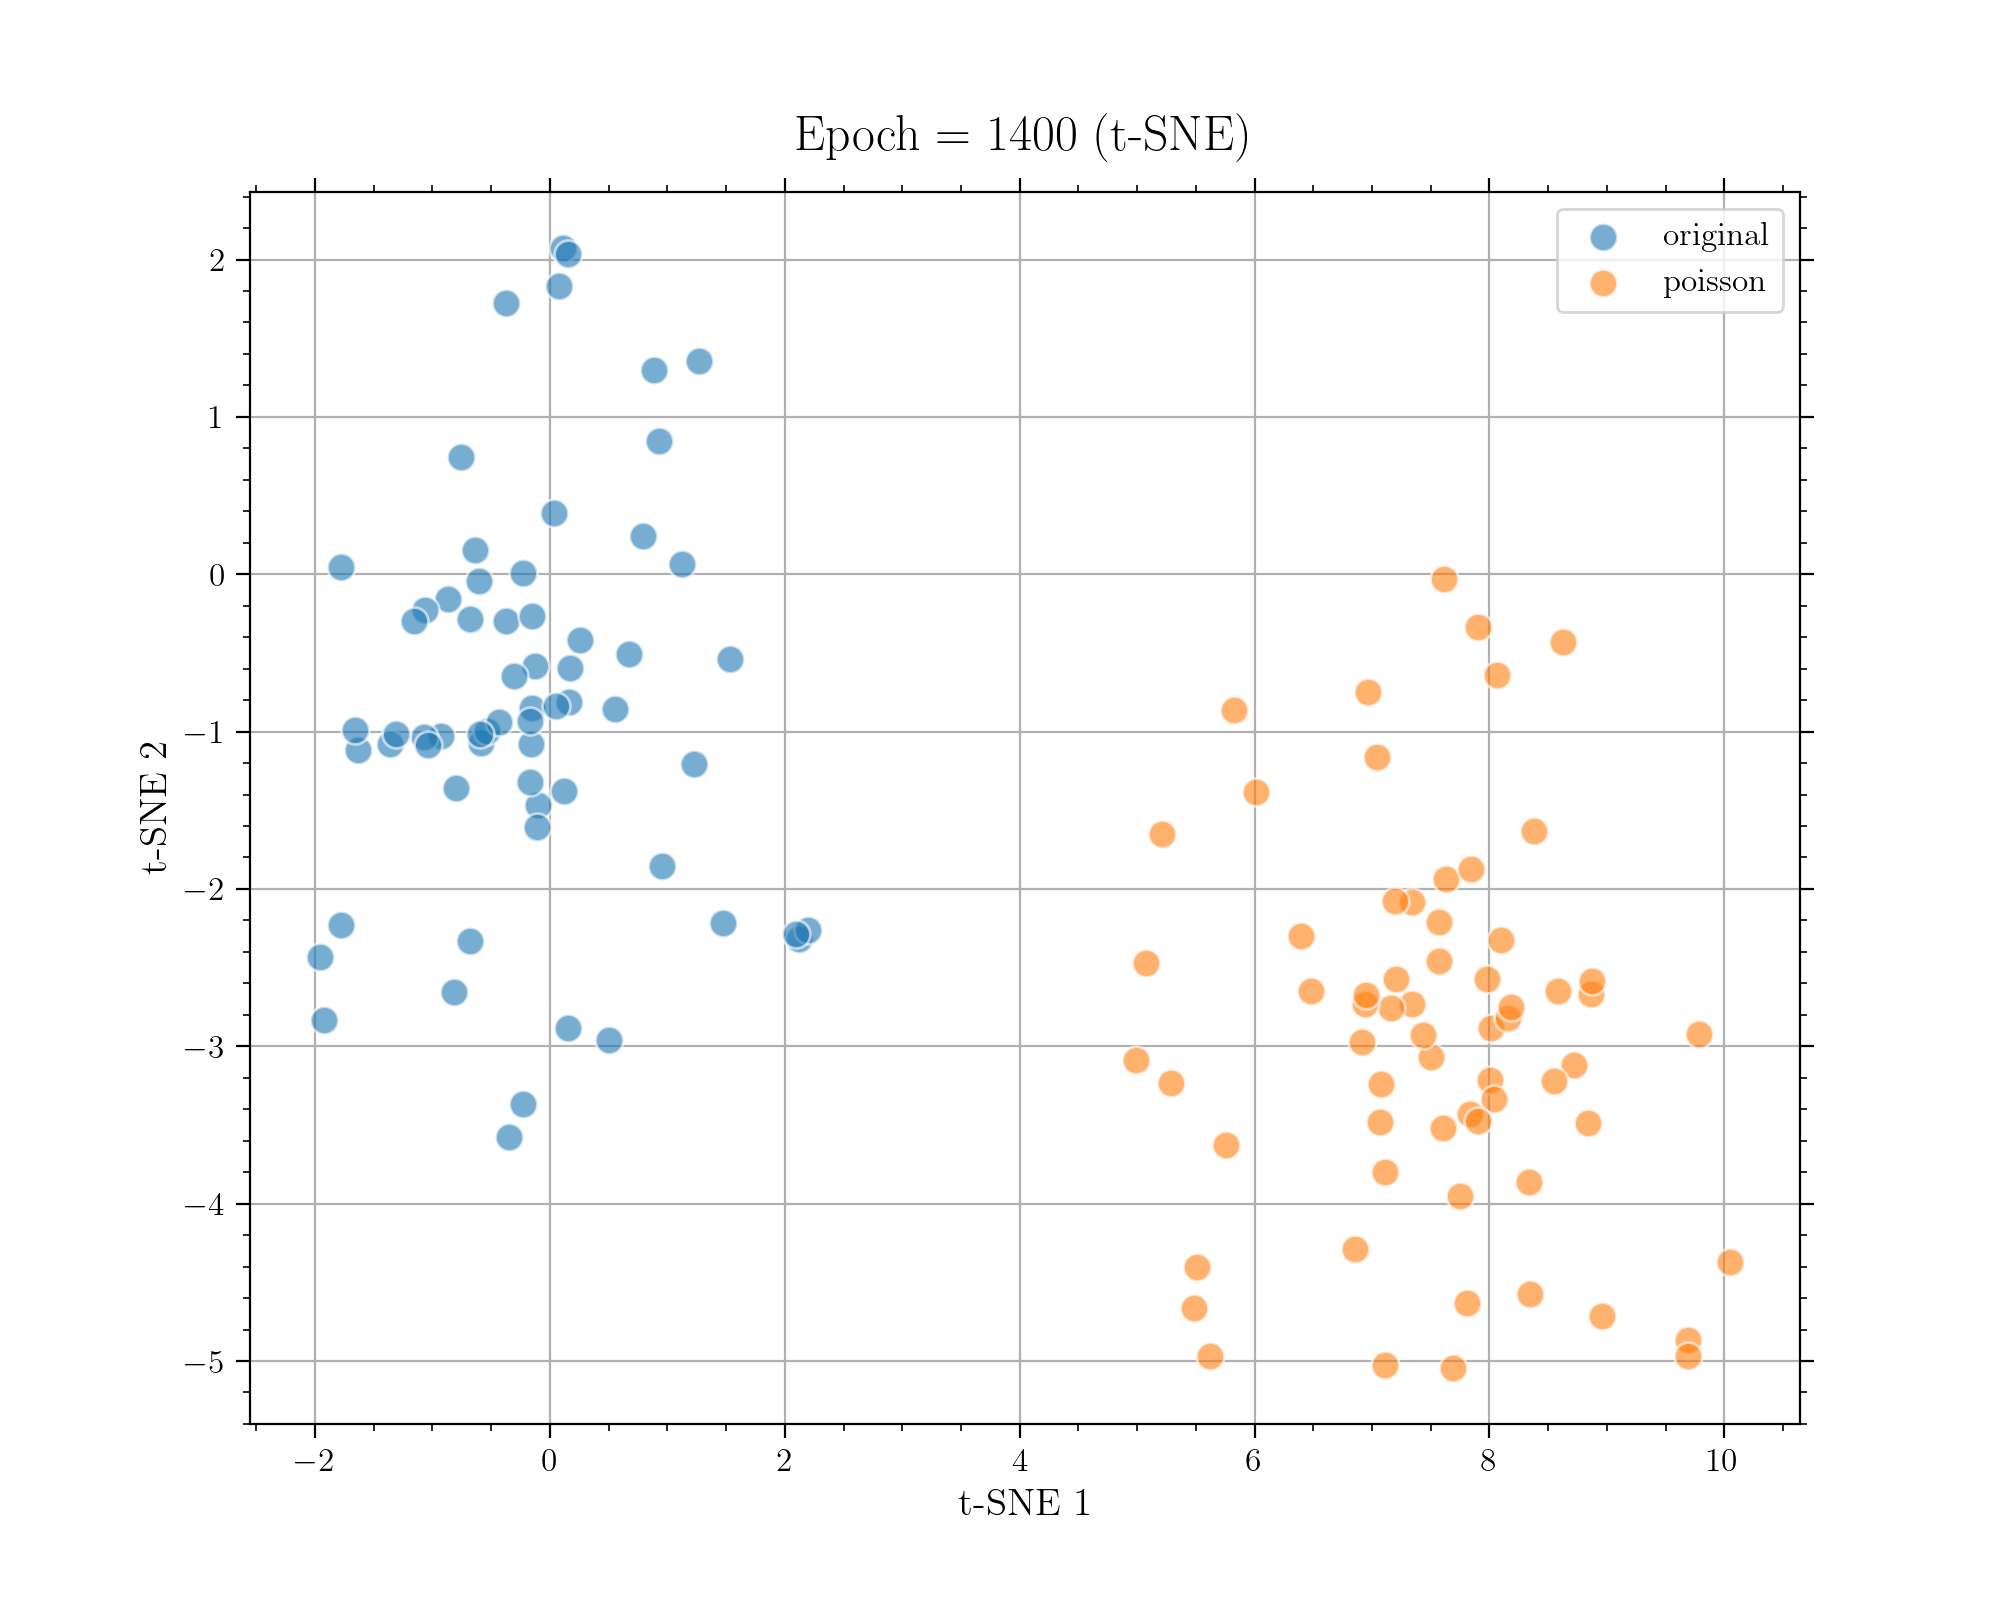 Epoch = 1400 (t-SNE)
original
poisson
2
1
0
−1
−2
−3
−4
−5
t-SNE 2
−2 0 2 4 6 8 10
t-SNE 1